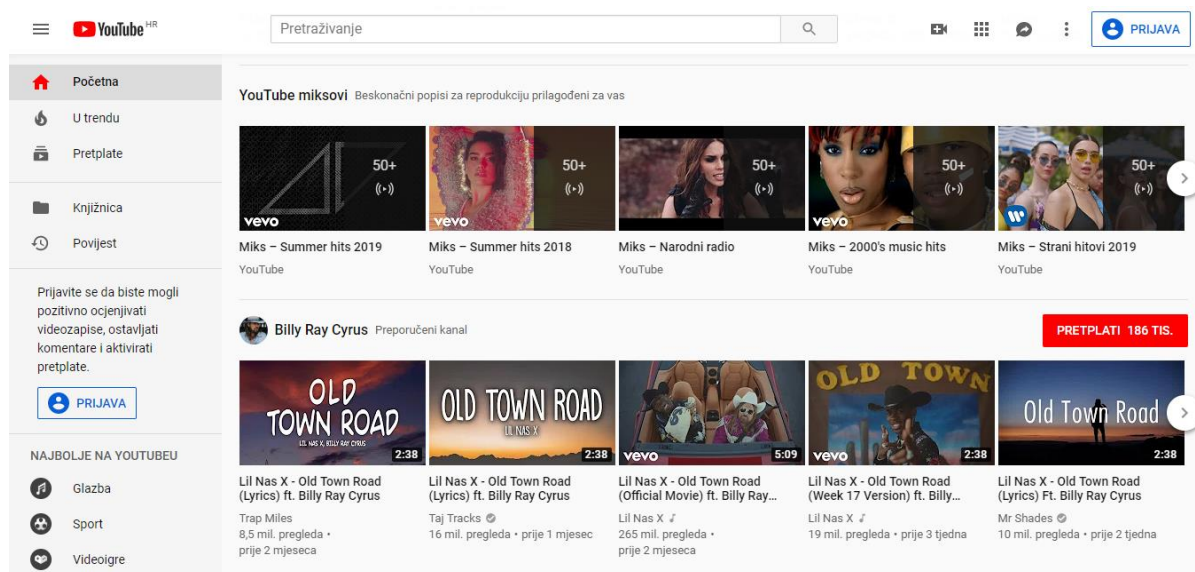 YouTube HR
Pretraživanje
PRIJAVA
Početna
U trendu
Pretplate
Knjižnica
Povijest
Prijavite se da biste mogli
pozitivno ocjenjivati
videozapise, ostavljati
komentare i aktivirati
pretplate.
PRIJAVA
NAJBOLJE NA YOUTUBEU
Glazba
Sport
Videoigre
YouTube miksovi Beskonačni popisi za reprodukciju prilagođeni za vas
50+
vevo
Miks – Summer hits 2019
YouTube
50+
vevo
Miks – Summer hits 2018
YouTube
50+
Miks – Narodni radio
YouTube
50+
vevo
Miks – 2000's music hits
YouTube
50+
Miks – Strani hitovi 2019
YouTube
Billy Ray Cyrus Preporučeni kanal
PRETPLATI 186 TIS.
OLD
TOWN ROAD
LIL NAS X, BILLY RAY CYRUS
2:38
Lil Nas X - Old Town Road
(Lyrics) ft. Billy Ray Cyrus
Trap Miles
8,5 mil. pregleda •
prije 2 mjeseca
OLD TOWN ROAD
LIL NAS X
2:38
Lil Nas X - Old Town Road
(Lyrics) ft. Billy Ray Cyrus
Taj Tracks
16 mil. pregleda • prije 1 mjesec
vevo
5:09
Lil Nas X - Old Town Road
(Official Movie) ft. Billy Ray...
Lil Nas X
265 mil. pregleda •
prije 2 mjeseca
OLD TOWN
vevo
2:38
Lil Nas X - Old Town Road
(Week 17 Version) ft. Billy...
Lil Nas X
19 mil. pregleda • prije 3 tjedna
Old Town Road
2:38
Lil Nas X - Old Town Road
(Lyrics) Ft. Billy Ray Cyrus
Mr Shades
10 mil. pregleda • prije 2 tjedna